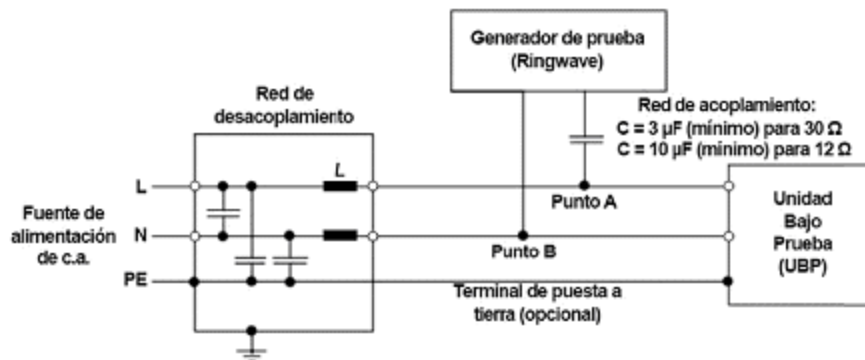 Generador de prueba
(Ringwave)
Red de
desacoplamiento
Red de acoplamiento:
C = 3 µF (mínimo) para 30 Ω
C = 10 µF (mínimo) para 12 Ω
L
L
Punto A
Fuente de
alimentación
de c.a.
N
Punto B
PE
Terminal de puesta a
tierra (opcional)
Unidad
Bajo
Prueba
(UBP)